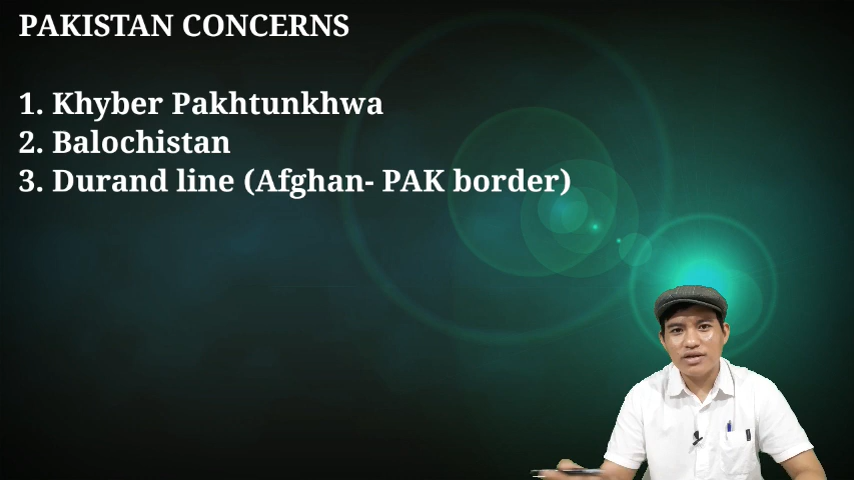 PAKISTAN CONCERNS
1. Khyber Pakhtunkhwa
2. Balochistan
3. Durand line (Afghan- PAK border)